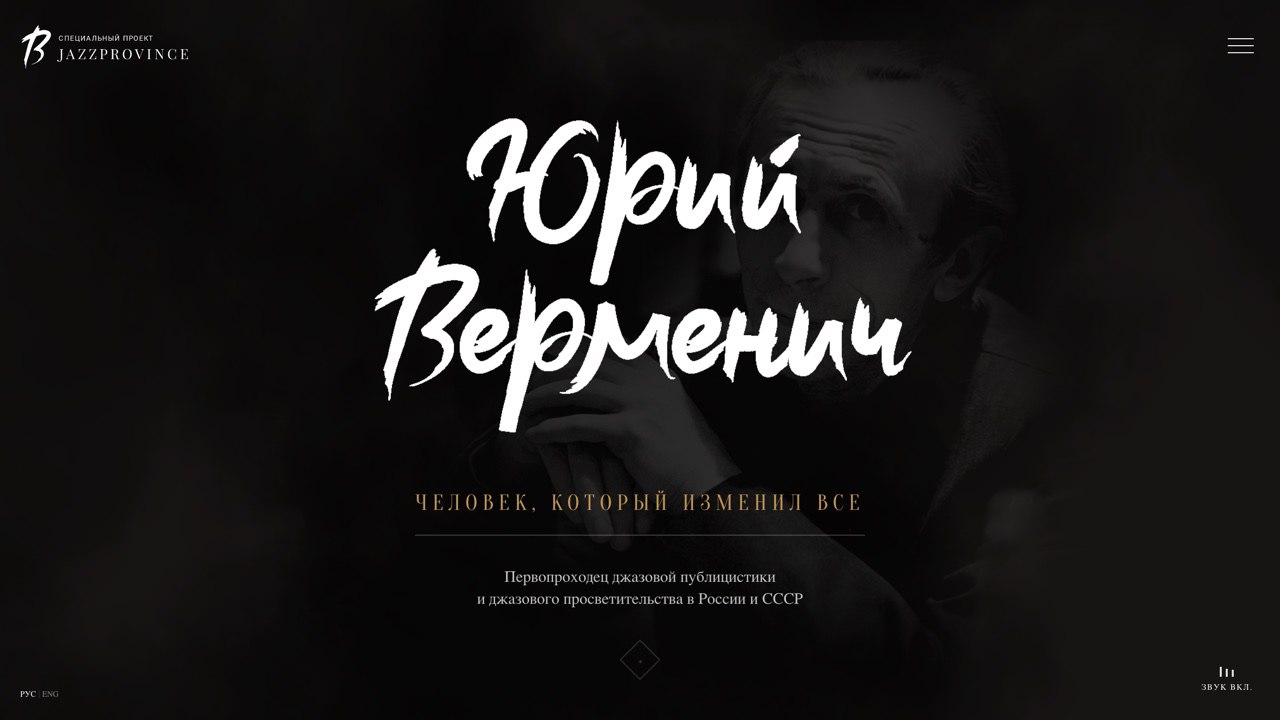 СПЕЦИАЛЬНЫЙ ПРОЕКТ
JAZZPROVINCE
Юрий
Верменич
ЧЕЛОВЕК, КОТОРЫЙ ИЗМЕНИЛ ВСЕ
Первопроходец джазовой публицистики
и джазового просветительства в России и СССР
РУС | ENG
ЗВУК ВКЛ.